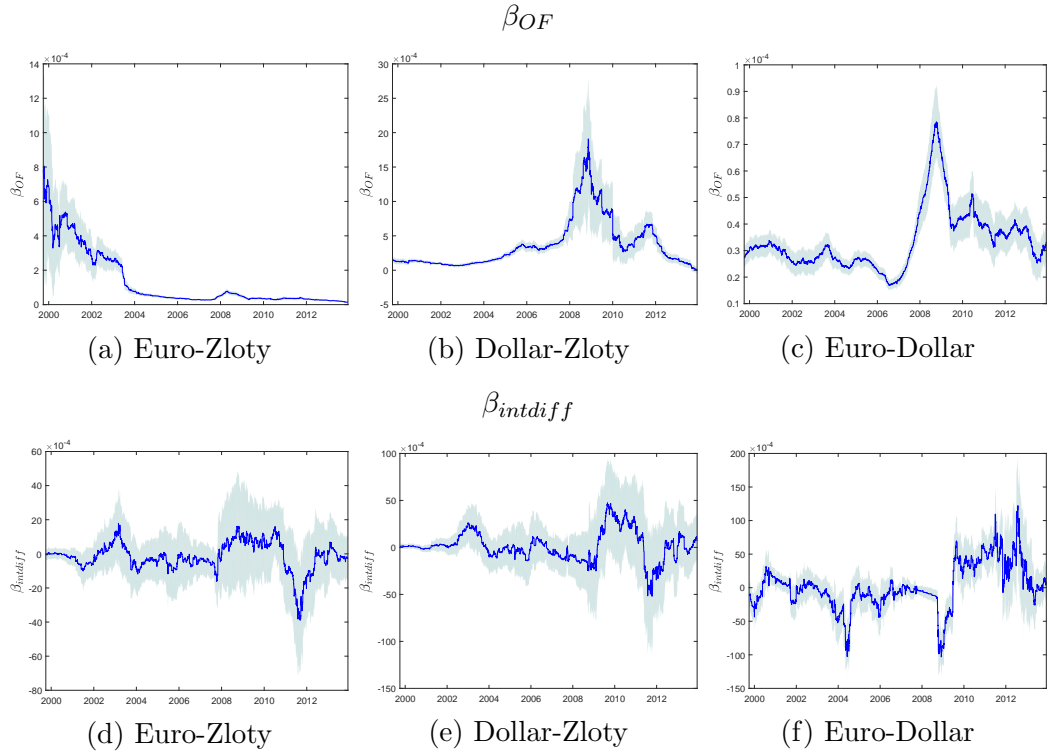 β_OF
×10⁻⁴
14
12
10
8
6
4
2
0
β_OF
2000 2002 2004 2006 2008 2010 2012
(a) Euro-Zloty
×10⁻⁴
30
25
20
15
10
5
0
-5
β_OF
2000 2002 2004 2006 2008 2010 2012
(b) Dollar-Zloty
×10⁻⁴
1
0.9
0.8
0.7
0.6
0.5
0.4
0.3
0.2
0.1
β_OF
2000 2002 2004 2006 2008 2010 2012
(c) Euro-Dollar
β_intdiff
×10⁻⁴
60
40
20
0
-20
-40
-60
-80
β_intdiff
2000 2002 2004 2006 2008 2010 2012
(d) Euro-Zloty
×10⁻⁴
100
50
0
-50
-100
-150
β_intdiff
2000 2002 2004 2006 2008 2010 2012
(e) Dollar-Zloty
×10⁻⁴
200
150
100
50
0
-50
-100
-150
β_intdiff
2000 2002 2004 2006 2008 2010 2012
(f) Euro-Dollar